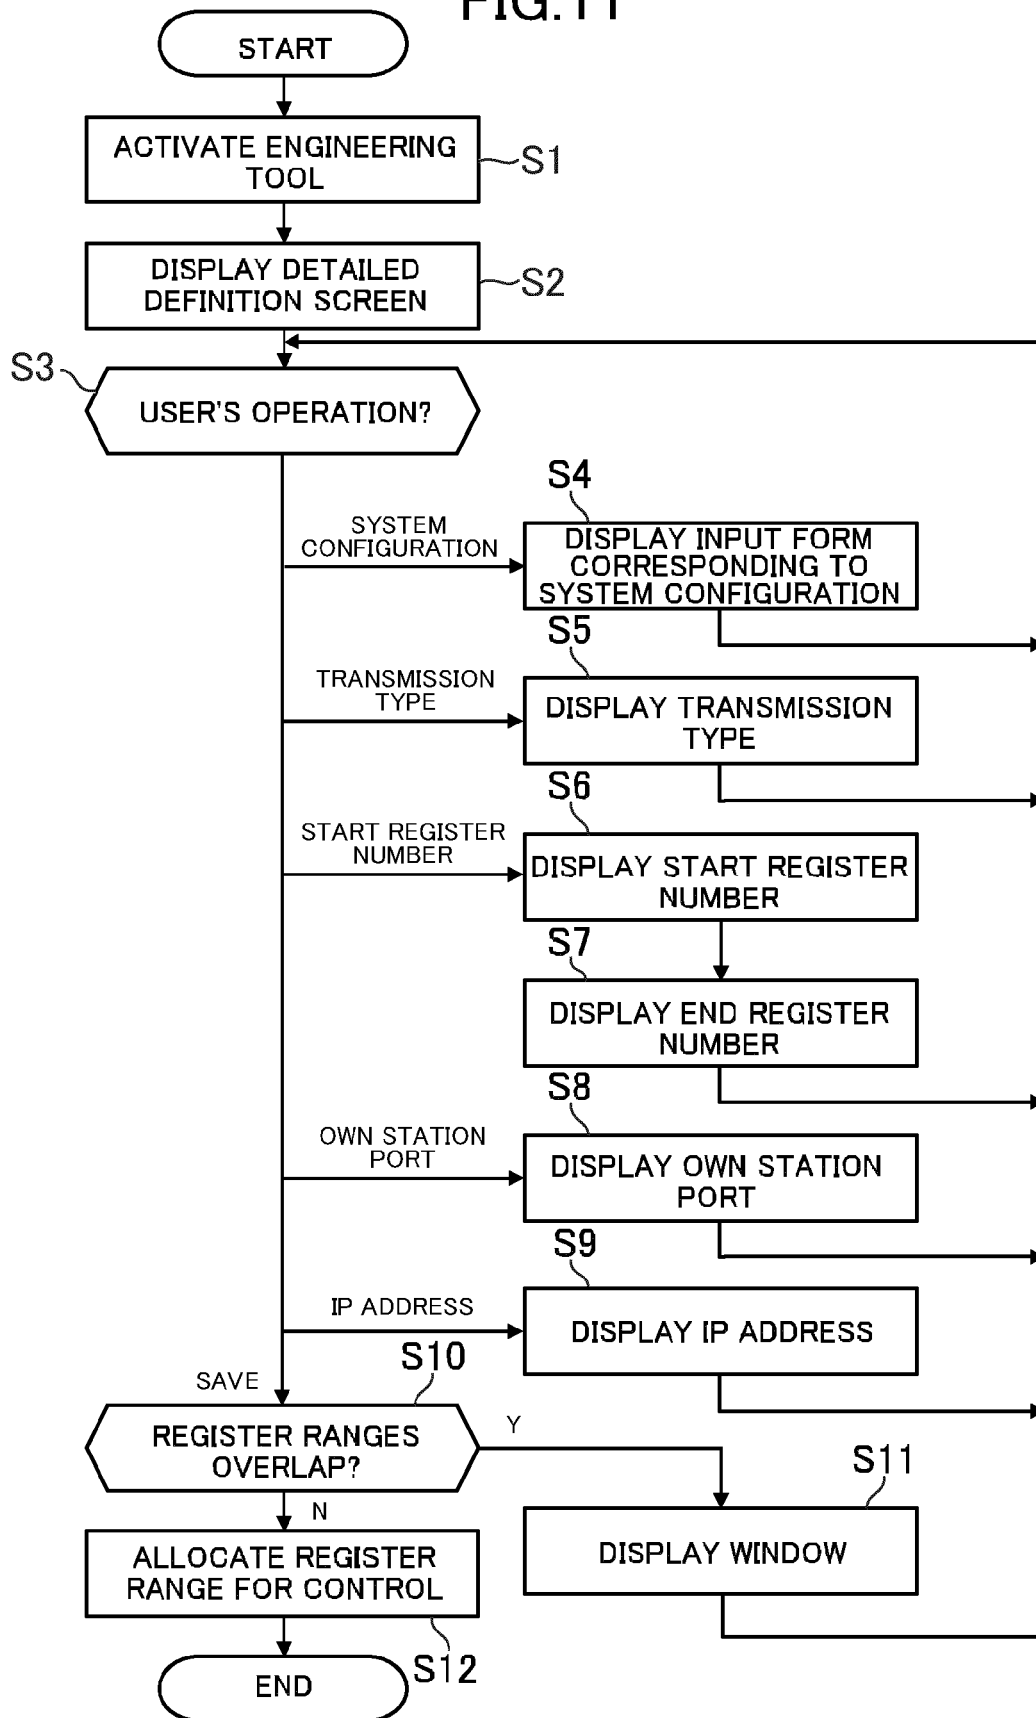 FIG.11
START
ACTIVATE ENGINEERING
TOOL
S1
DISPLAY DETAILED
DEFINITION SCREEN
S2
S3
USER'S OPERATION?
S4
SYSTEM
CONFIGURATION
DISPLAY INPUT FORM
CORRESPONDING TO
SYSTEM CONFIGURATION
S5
TRANSMISSION
TYPE
DISPLAY TRANSMISSION
TYPE
S6
START REGISTER
NUMBER
DISPLAY START REGISTER
NUMBER
S7
DISPLAY END REGISTER
NUMBER
S8
OWN STATION
PORT
DISPLAY OWN STATION
PORT
S9
IP ADDRESS
DISPLAY IP ADDRESS
S10
SAVE
REGISTER RANGES
OVERLAP?
Y
S11
N
DISPLAY WINDOW
ALLOCATE REGISTER
RANGE FOR CONTROL
S12
END